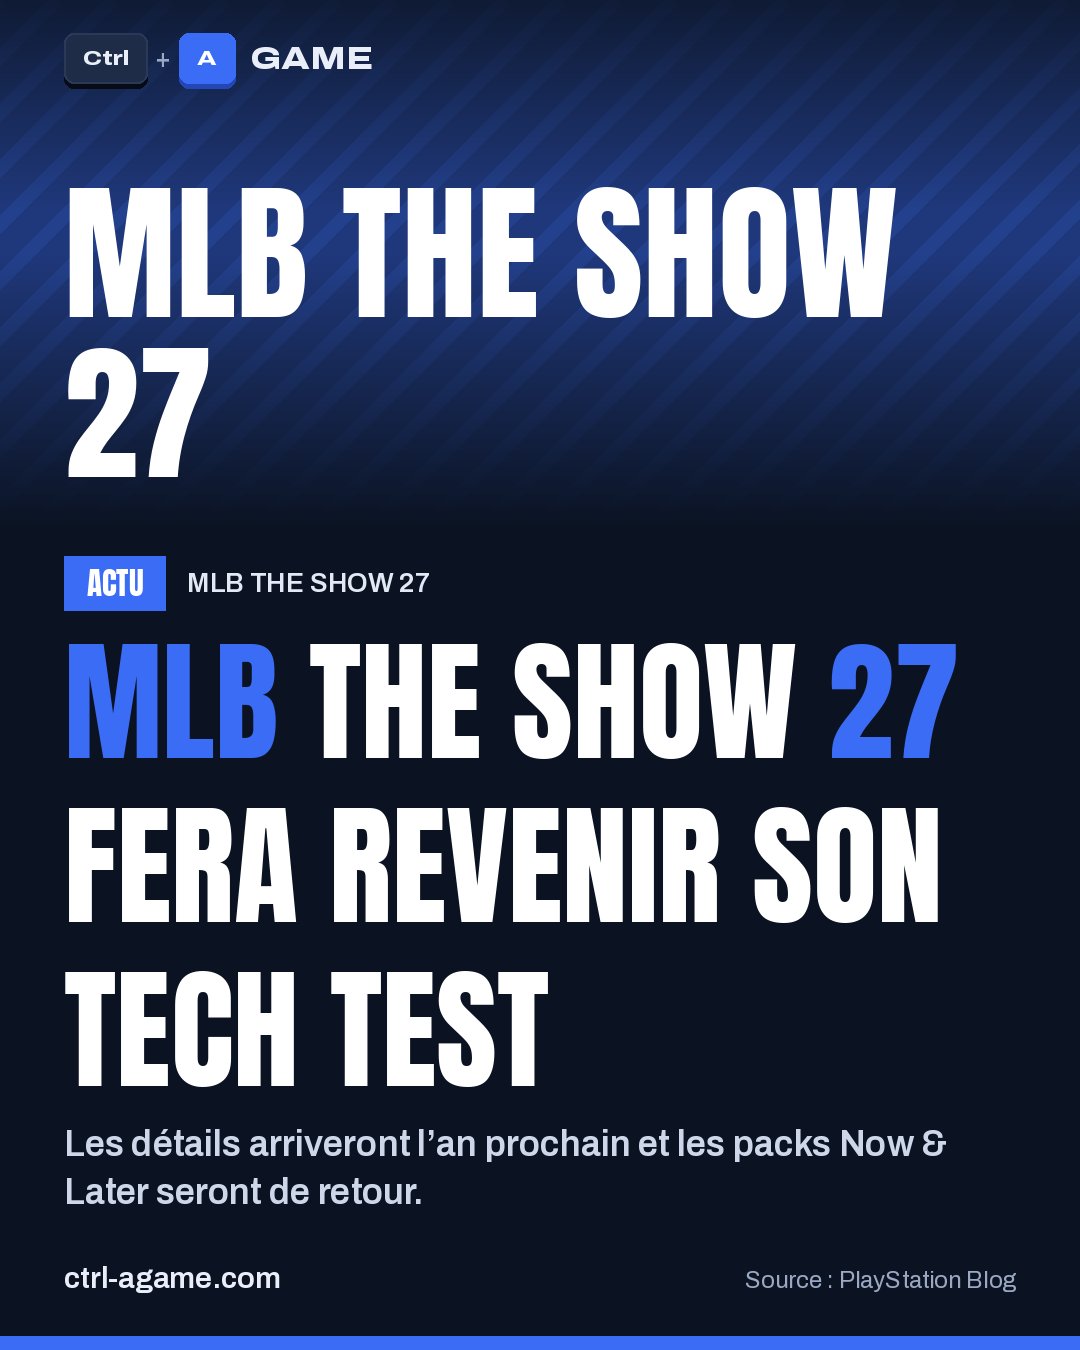 Ctrl + A GAME
MLB THE SHOW
27
ACTU MLB THE SHOW 27
MLB THE SHOW 27
FERA REVENIR SON
TECH TEST
Les détails arriveront l’an prochain et les packs Now &
Later seront de retour.
ctrl-agame.com Source : PlayStation Blog